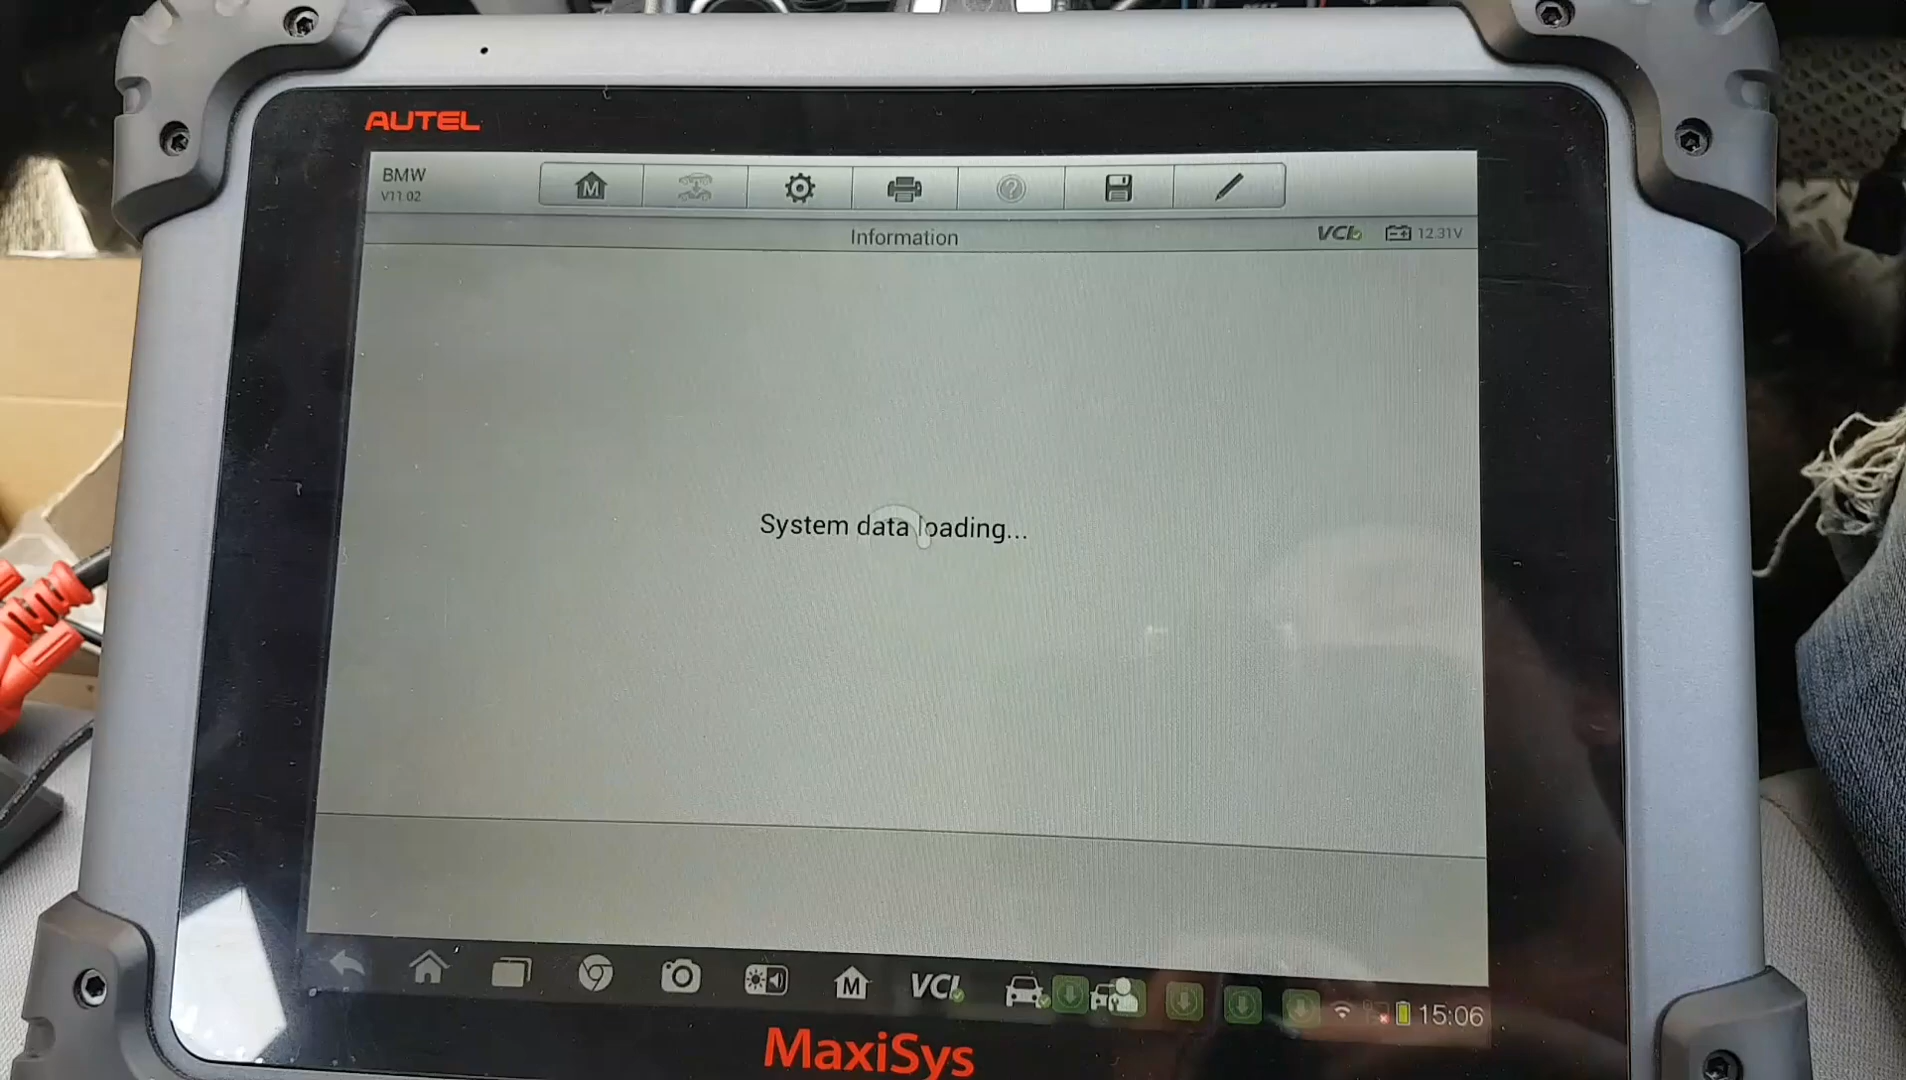 AUTEL
BMW
V11.02
M
Information
VCI
12.31V
System data loading...
M
VCI
15:06
MaxiSys